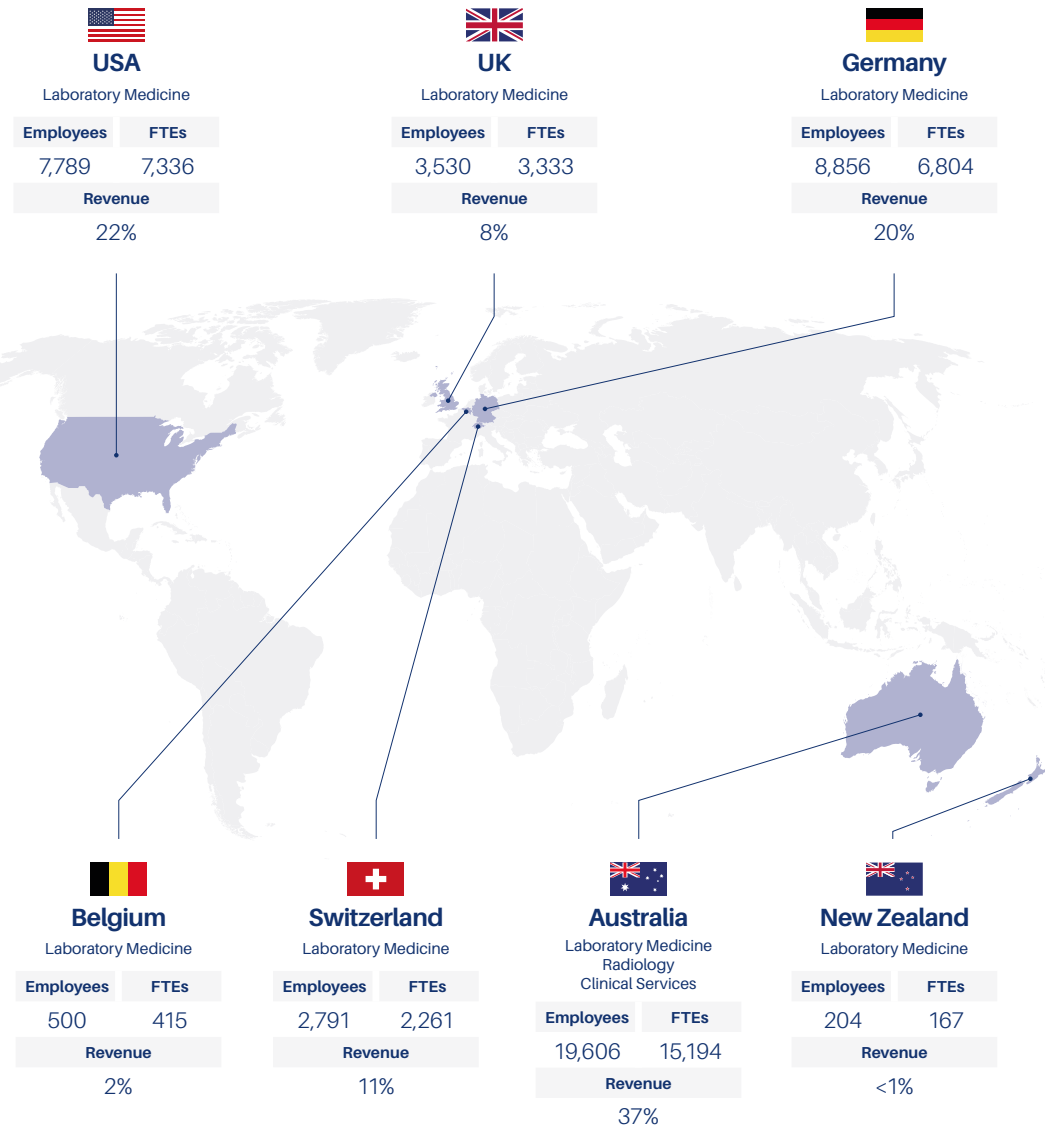 USA
Laboratory Medicine
Employees FTEs
7,789 7,336
Revenue
22%
UK
Laboratory Medicine
Employees FTEs
3,530 3,333
Revenue
8%
Germany
Laboratory Medicine
Employees FTEs
8,856 6,804
Revenue
20%
Belgium
Laboratory Medicine
Employees FTEs
500 415
Revenue
2%
Switzerland
Laboratory Medicine
Employees FTEs
2,791 2,261
Revenue
11%
Australia
Laboratory Medicine
Radiology
Clinical Services
Employees FTEs
19,606 15,194
Revenue
37%
New Zealand
Laboratory Medicine
Employees FTEs
204 167
Revenue
<1%